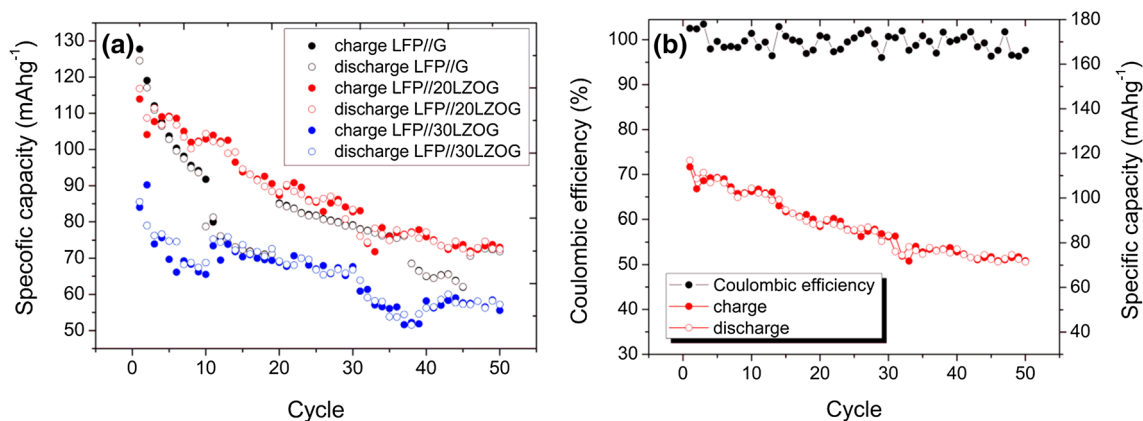 (a)
Specofic capacity (mAhg⁻¹)
130
120
110
100
90
80
70
60
50
charge LFP//G
discharge LFP//G
charge LFP//20LZOG
discharge LFP//20LZOG
charge LFP//30LZOG
discharge LFP//30LZOG
0 10 20 30 40 50
Cycle
(b)
Coulombic efficiency (%)
100
90
80
70
60
50
40
30
Coulombic efficiency
charge
discharge
0 10 20 30 40 50
Cycle
180
160
140
120
100
80
60
40
Specific capacity (mAhg⁻¹)